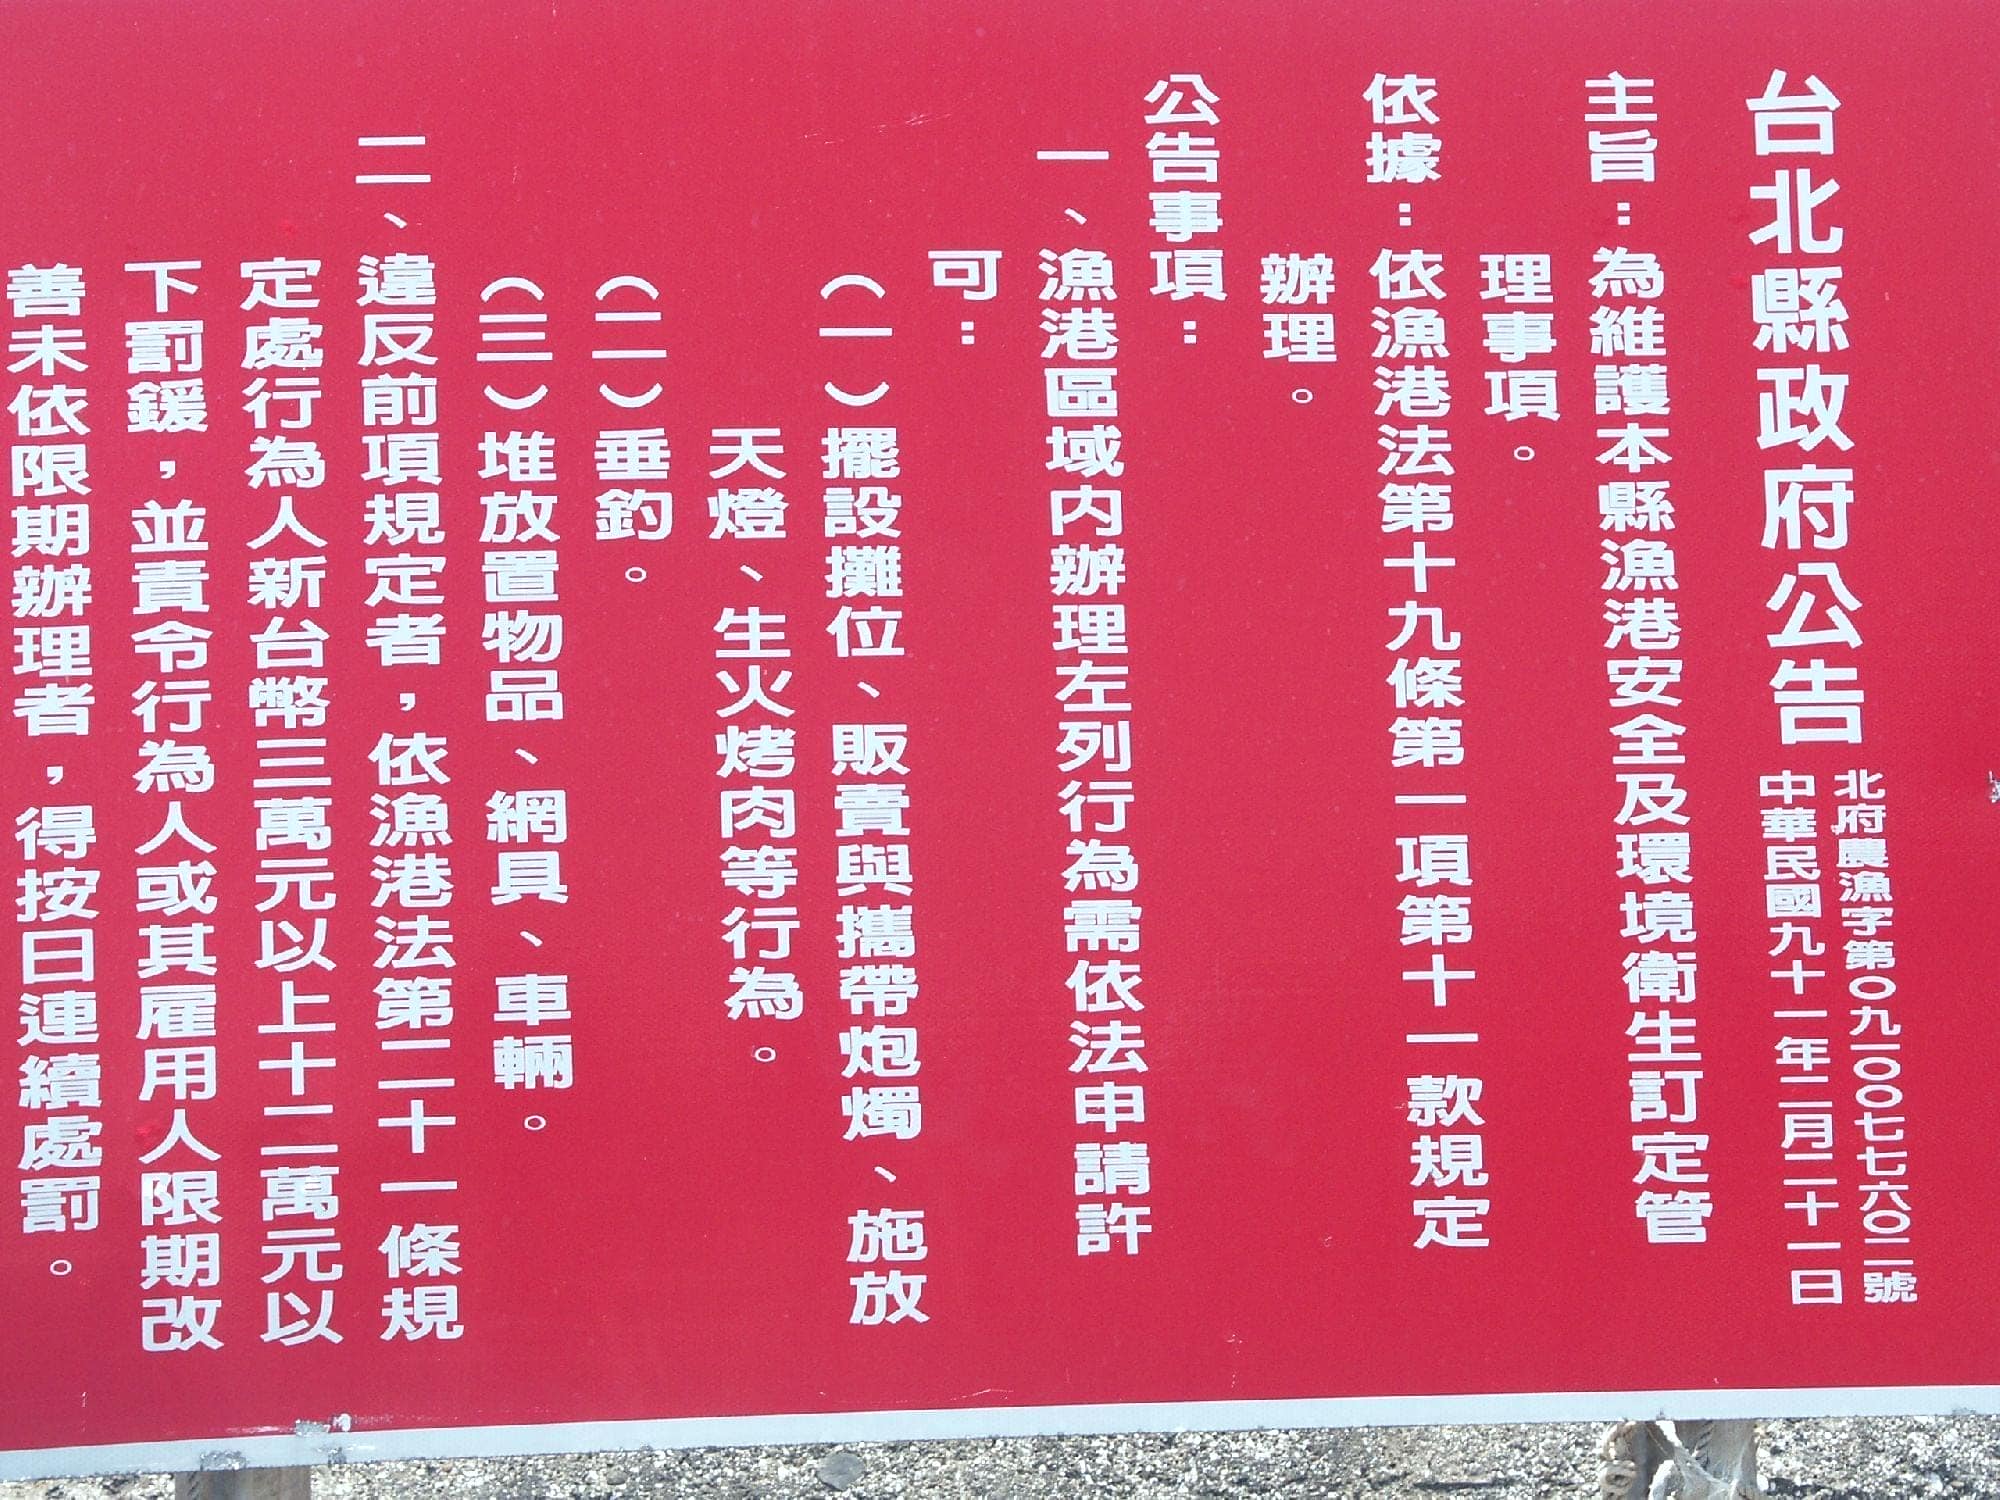 台北縣政府公告
北府農漁字第０九一００七七六０二號
中華民國九十一年二月二十一日
主旨：為維護本縣漁港安全及環境衛生訂定管
理事項。
依據：依漁港法第十九條第一項第十一款規定
辦理。
公告事項：
一、漁港區域內辦理左列行為需依法申請許
可：
（一）擺設攤位、販賣與攜帶炮燭、施放
天燈、生火烤肉等行為。
（二）垂釣。
（三）堆放置物品、網具、車輛。
二、違反前項規定者，依漁港法第二十一條規
定處行為人新台幣三萬元以上十二萬元以
下罰鍰，並責令行為人或其雇用人限期改
善未依限期辦理者，得按日連續處罰。